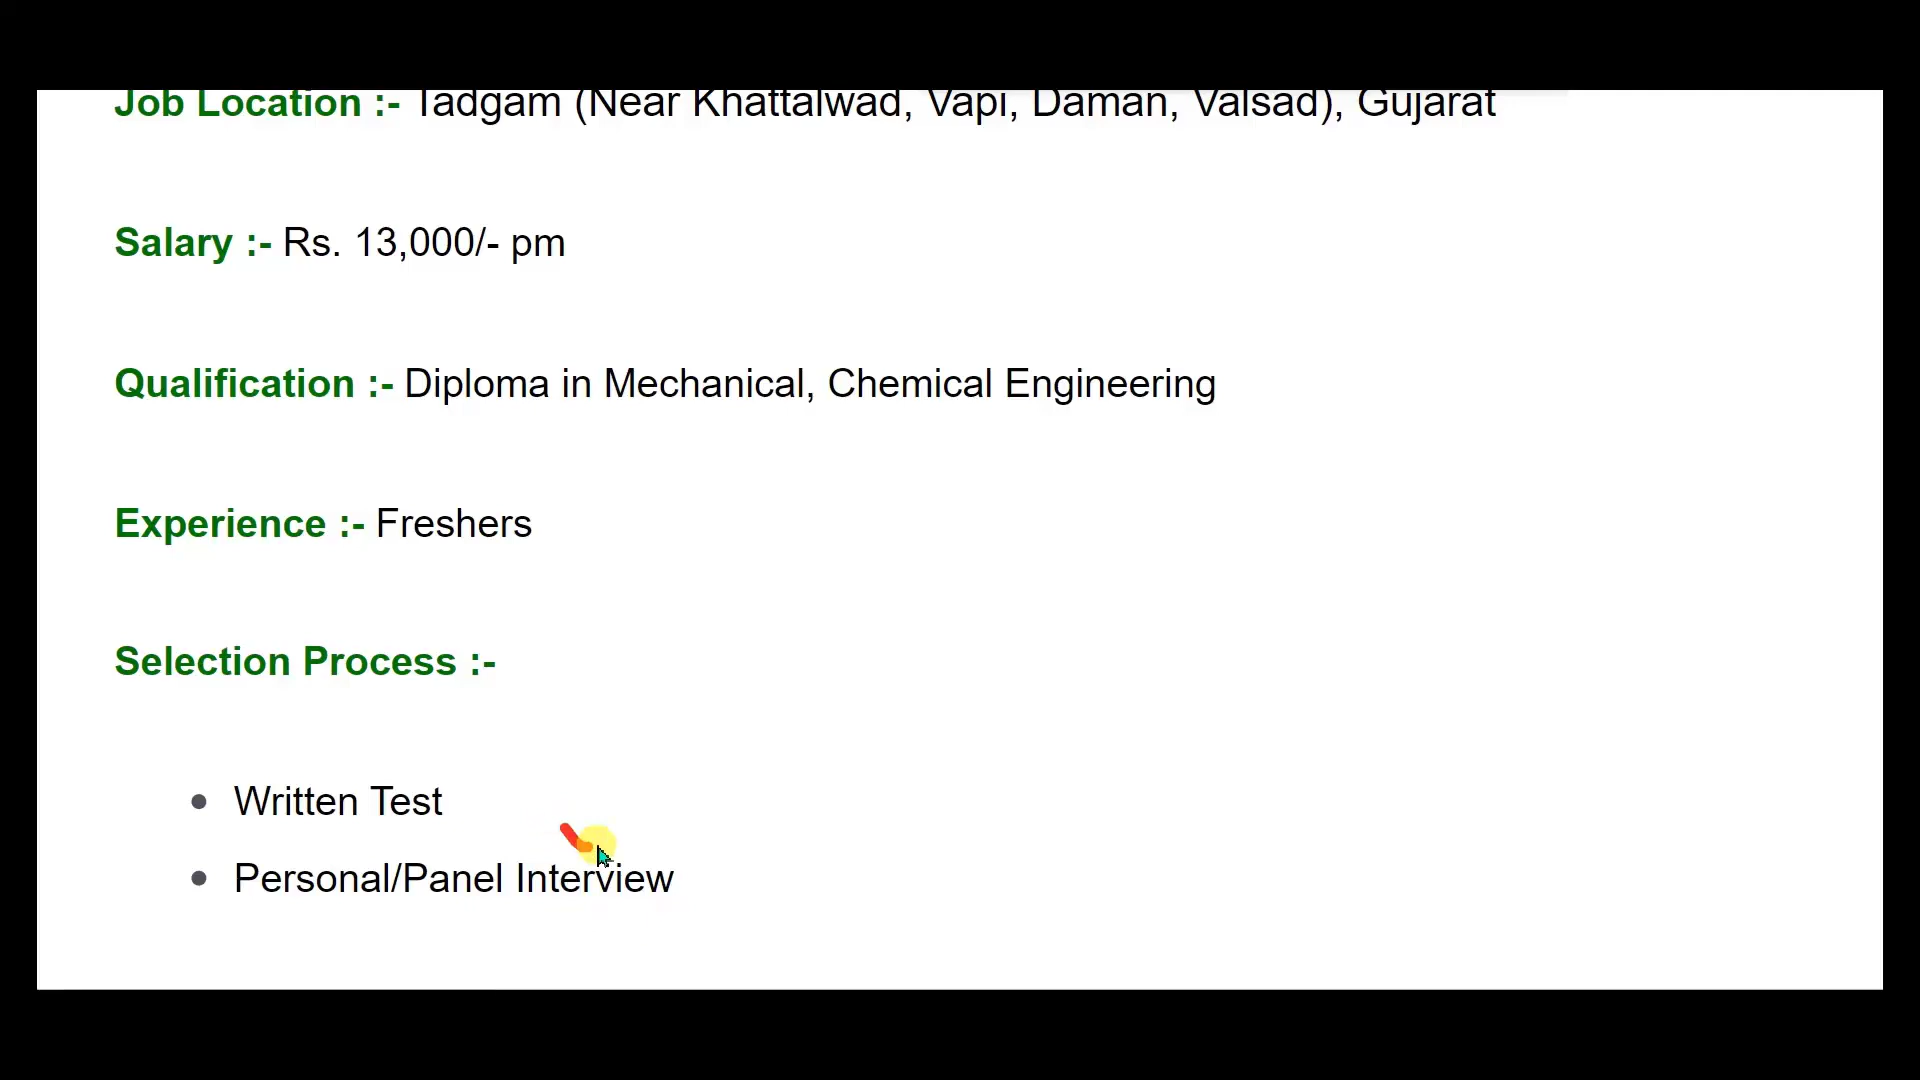 Job Location :- Tadgam (Near Khattalwad, Vapi, Daman, Valsad), Gujarat
Salary :- Rs. 13,000/- pm
Qualification :- Diploma in Mechanical, Chemical Engineering
Experience :- Freshers
Selection Process :-
Written Test
Personal/Panel Interview